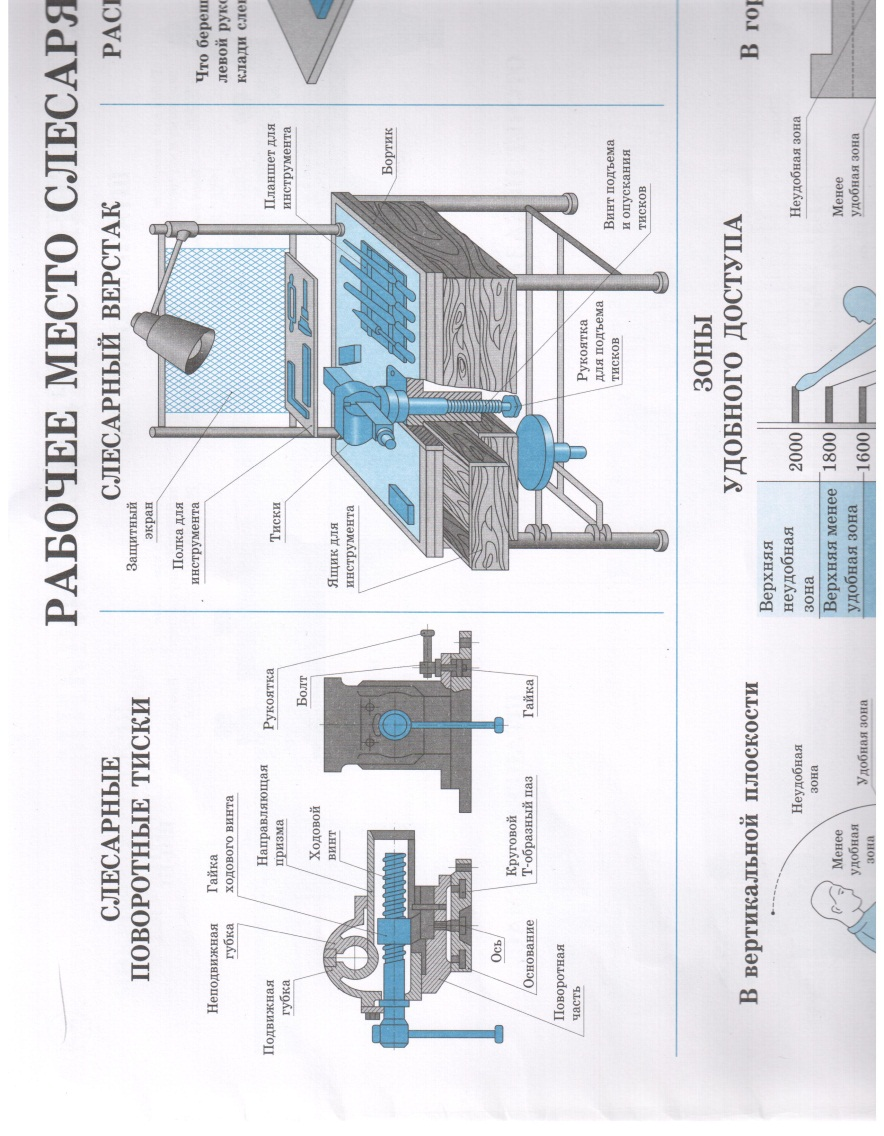 РАБОЧЕЕ МЕСТО СЛЕСАРЯ
СЛЕСАРНЫЕ
ПОВОРОТНЫЕ ТИСКИ
Подвижная
губка
Неподвижная
губка
Гайка
ходового винта
Направляющая
призма
Ходовой
винт
Рукоятка
Болт
Гайка
Поворотная
часть
Основание
Ось
Круговой
Т-образный паз
СЛЕСАРНЫЙ ВЕРСТАК
Защитный
экран
Полка для
инструмента
Тиски
Ящик для
инструмента
Планшет для
инструмента
Бортик
Рукоятка
для подъема
тисков
Винт подъема
и опускания
тисков
Что береш
левой рук
клади сле
ЗОНЫ
УДОБНОГО ДОСТУПА
В вертикальной плоскости
Неудобная
зона
Менее
удобная
зона
Удобная зона
Верхняя
неудобная
зона
Верхняя менее
удобная зона
2000
1800
1600
В гор
Неудобная зона
Менее
удобная зона